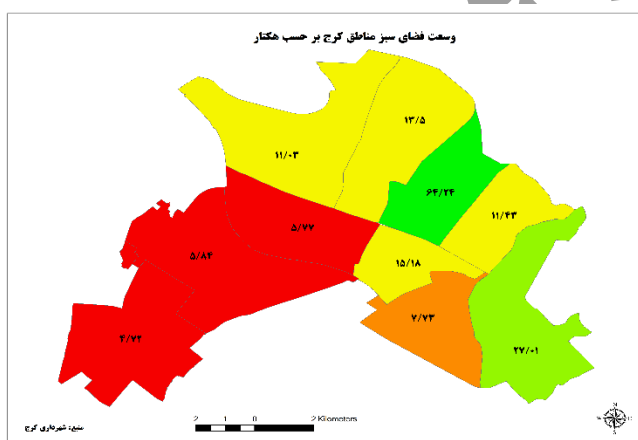 وسعت فضای سبز مناطق کرج بر حسب هکتار
۱۳/۵
۱۱/۰۳
۶۴/۲۴
۱۱/۴۳
۵/۷۷
۵/۸۴
۱۵/۱۸
۷/۷۳
۴/۷۲
۲۷/۰۱
2 1 0 2 Kilometers
منبع: شهرداری کرج
N
S